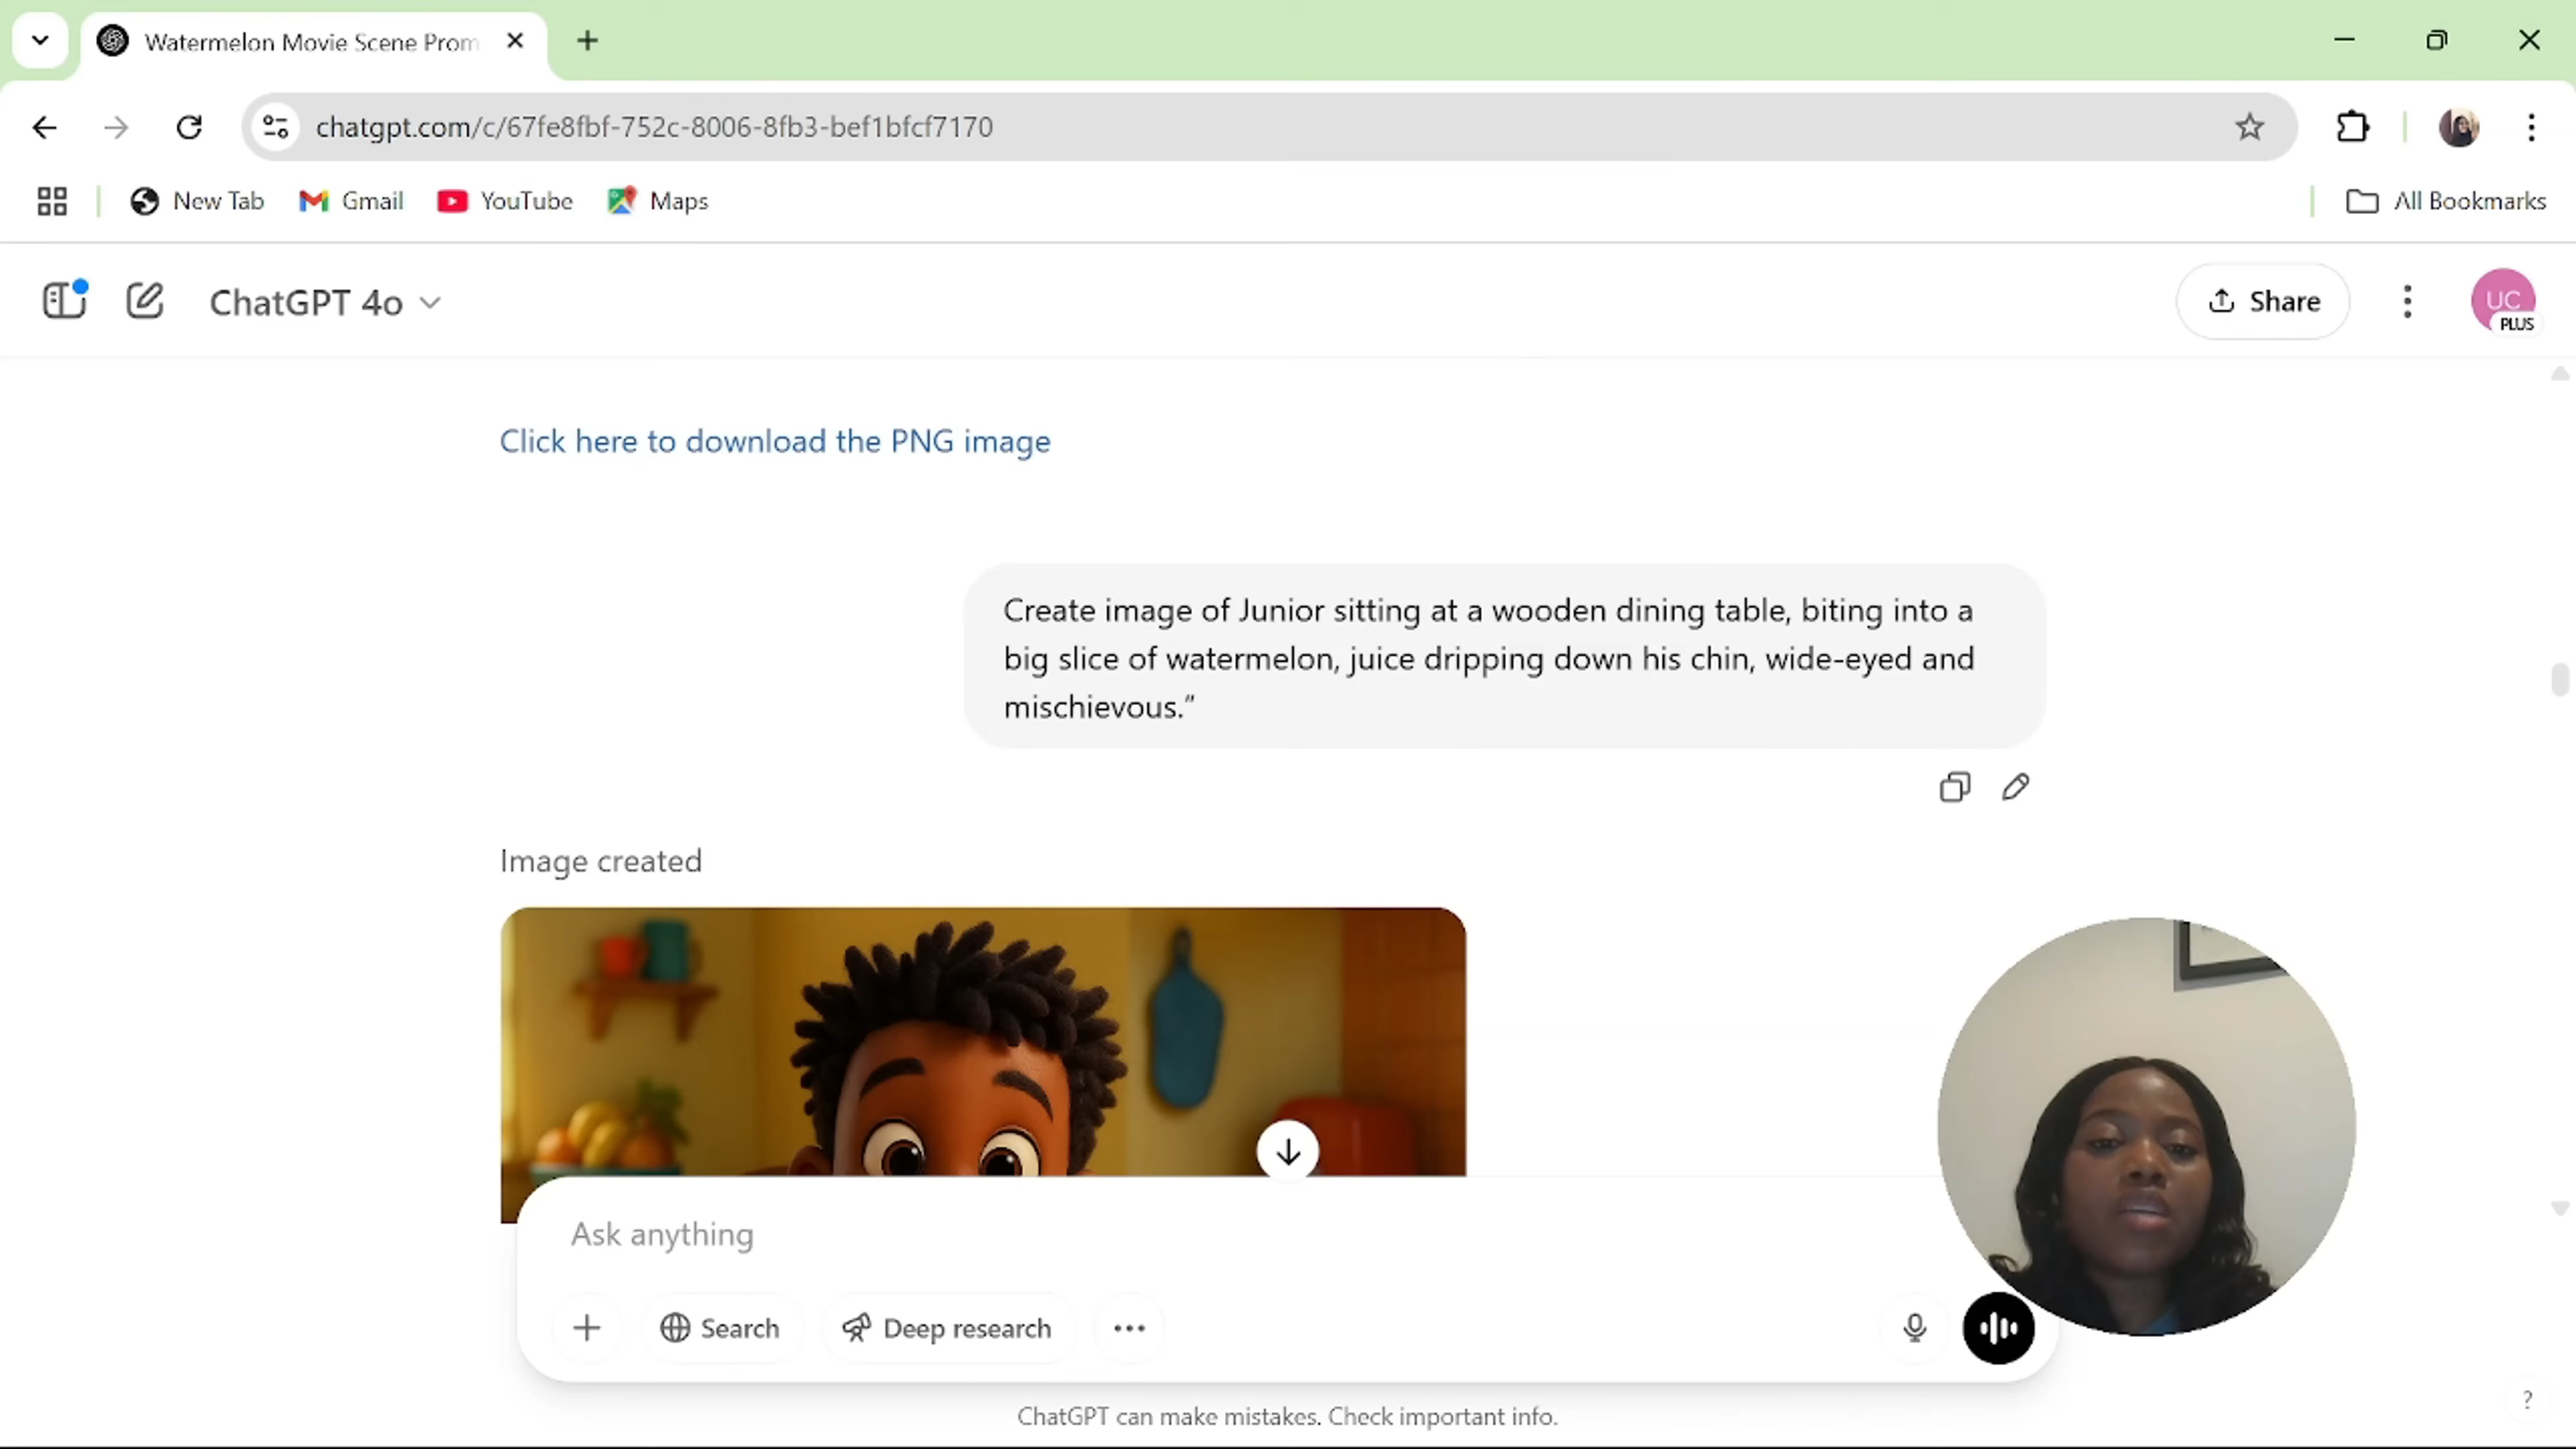 Watermelon Movie Scene Prom
chatgpt.com/c/67fe8fbf-752c-8006-8fb3-bef1bfcf7170
New Tab
Gmail
YouTube
Maps
All Bookmarks
ChatGPT 4o
Share
UC
PLUS
Click here to download the PNG image
Create image of Junior sitting at a wooden dining table, biting into a
big slice of watermelon, juice dripping down his chin, wide-eyed and
mischievous.”
Image created
Ask anything
Search
Deep research
ChatGPT can make mistakes. Check important info.
?